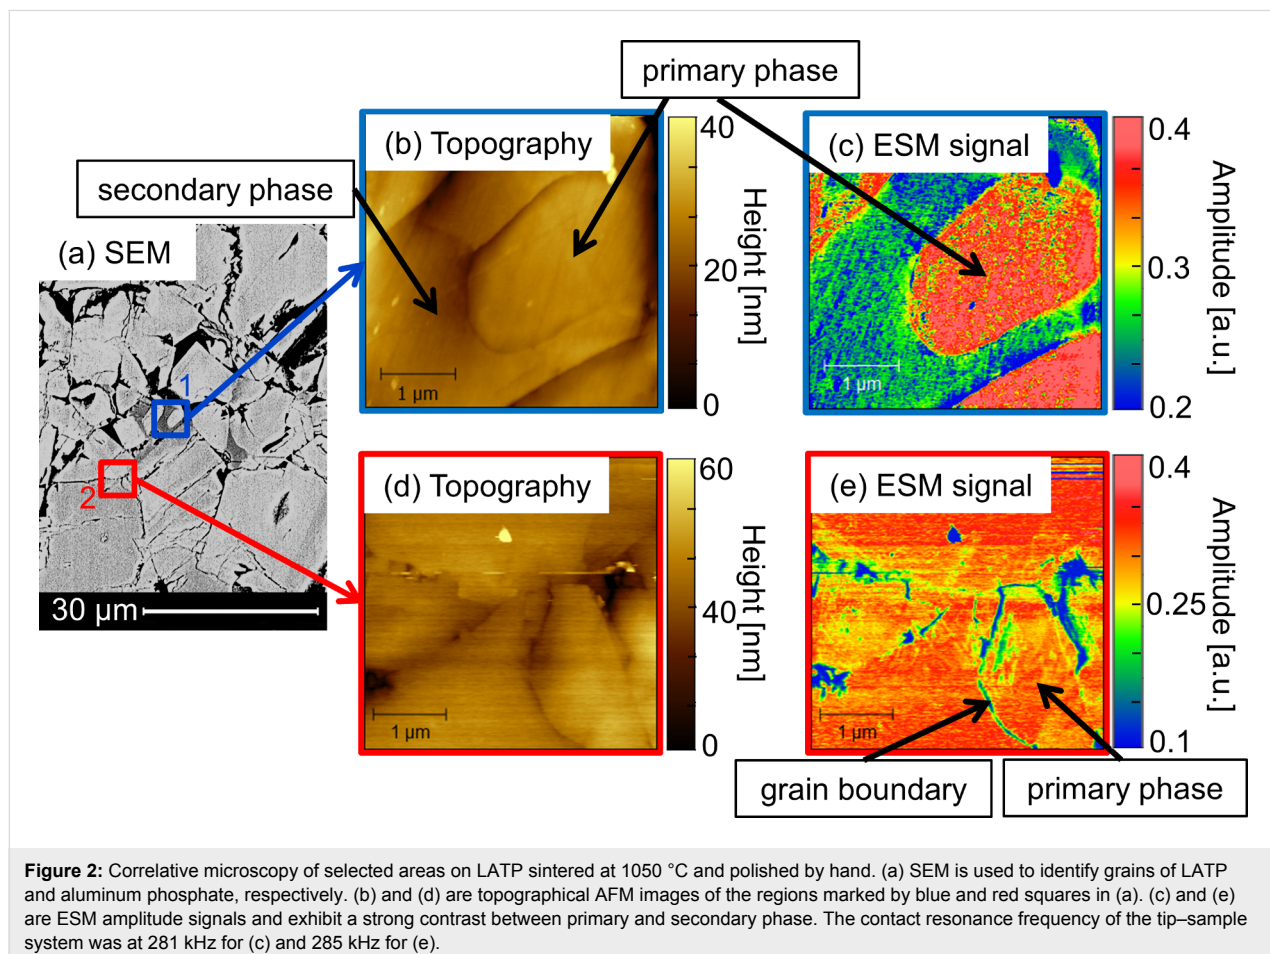 primary phase
(b) Topography
40
20
0
Height [nm]
(c) ESM signal
0.4
0.3
0.2
Amplitude [a.u.]
secondary phase
(a) SEM
1
2
30 µm
1 µm
1 µm
(d) Topography
60
40
0
Height [nm]
1 µm
(e) ESM signal
0.4
0.25
0.1
Amplitude [a.u.]
1 µm
grain boundary
primary phase
Figure 2: Correlative microscopy of selected areas on LATP sintered at 1050 °C and polished by hand. (a) SEM is used to identify grains of LATP
and aluminum phosphate, respectively. (b) and (d) are topographical AFM images of the regions marked by blue and red squares in (a). (c) and (e)
are ESM amplitude signals and exhibit a strong contrast between primary and secondary phase. The contact resonance frequency of the tip–sample
system was at 281 kHz for (c) and 285 kHz for (e).